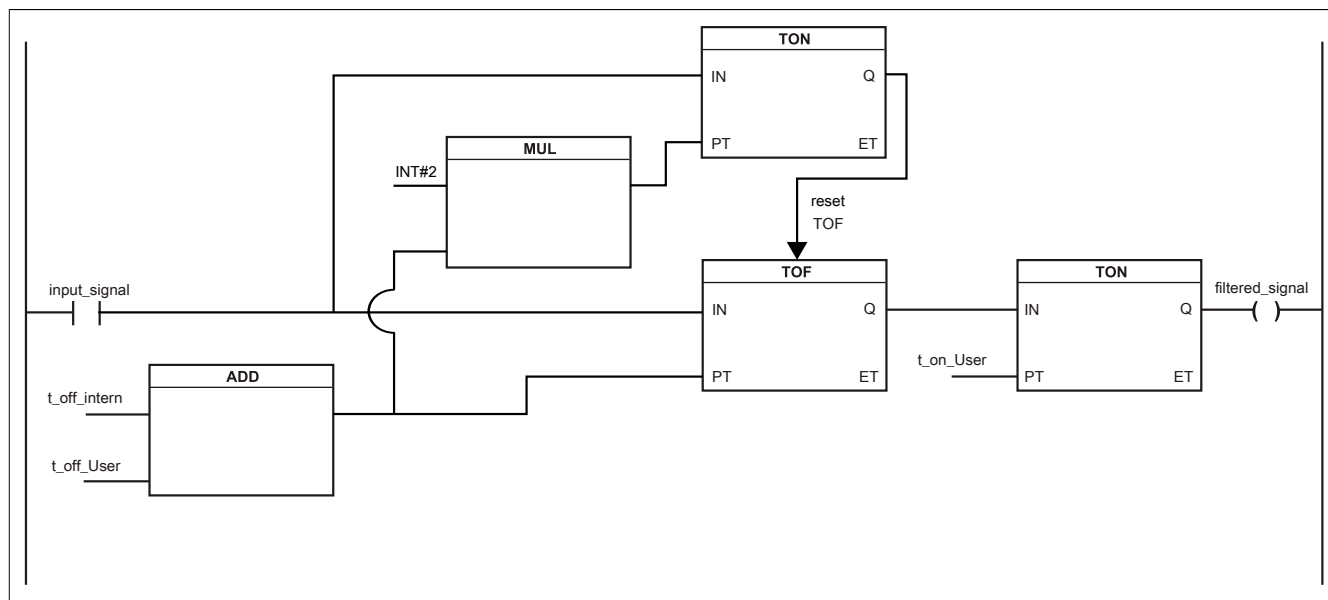 TON
IN Q
PT ET
MUL
INT#2
reset
TOF
input_signal
TOF
IN Q
PT ET
TON
IN Q
t_on_User
PT ET
filtered_signal
ADD
t_off_intern
t_off_User